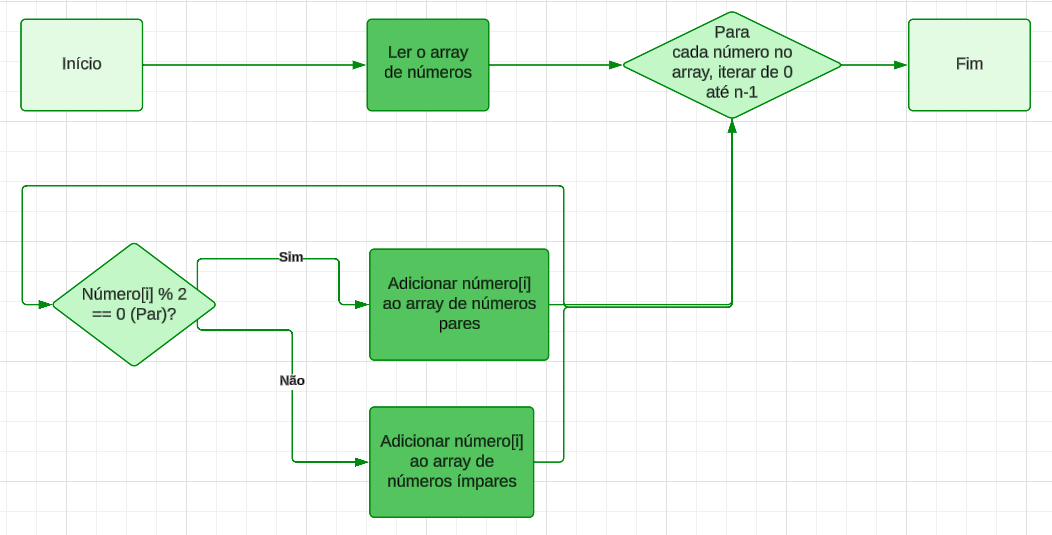 Início
Ler o array
de números
Para
cada número no
array, iterar de 0
até n-1
Fim
Número[i] % 2
== 0 (Par)?
Sim
Não
Adicionar número[i]
ao array de números
pares
Adicionar número[i]
ao array de
números ímpares